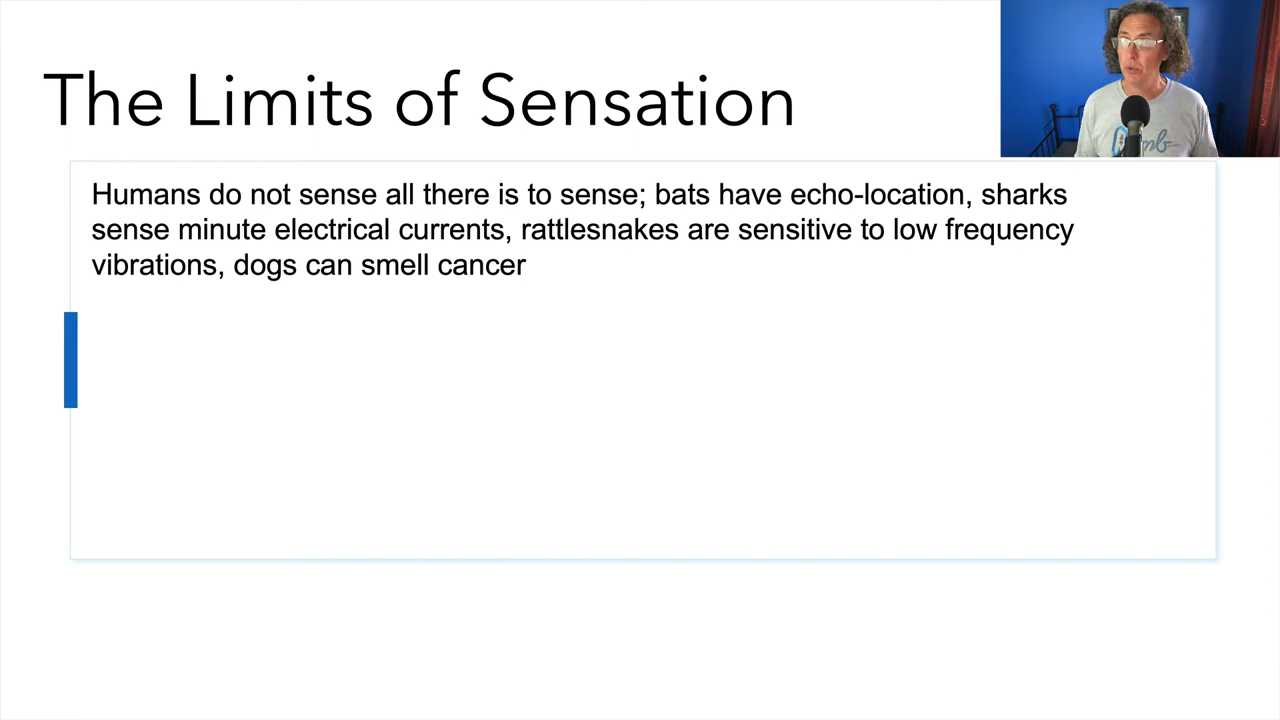 The Limits of Sensation
Humans do not sense all there is to sense; bats have echo-location, sharks
sense minute electrical currents, rattlesnakes are sensitive to low frequency
vibrations, dogs can smell cancer